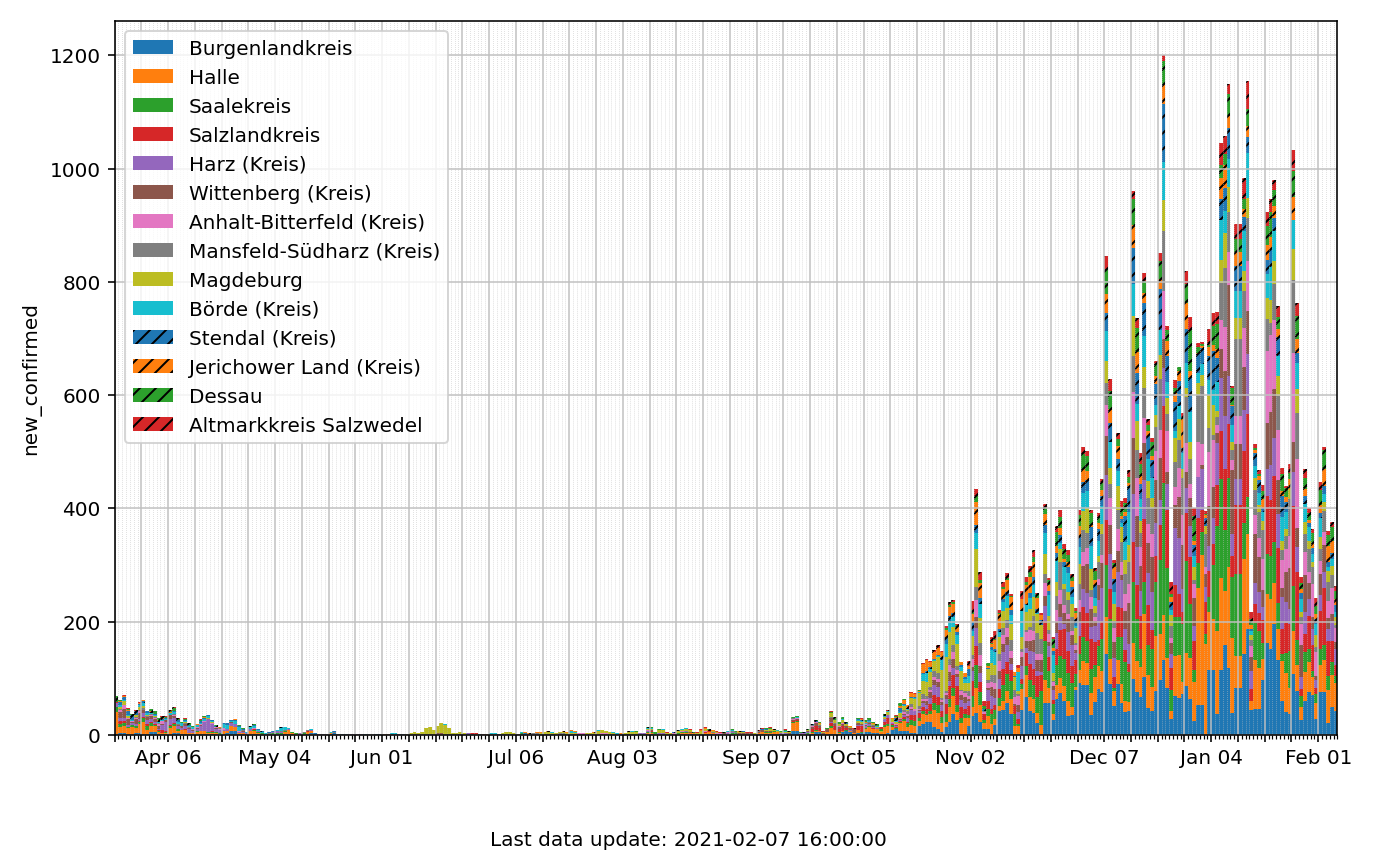 1200
1000
800
600
400
200
0
new_confirmed
Burgenlandkreis
Halle
Saalekreis
Salzlandkreis
Harz (Kreis)
Wittenberg (Kreis)
Anhalt-Bitterfeld (Kreis)
Mansfeld-Südharz (Kreis)
Magdeburg
Börde (Kreis)
Stendal (Kreis)
Jerichower Land (Kreis)
Dessau
Altmarkkreis Salzwedel
Apr 06 May 04 Jun 01 Jul 06 Aug 03 Sep 07 Oct 05 Nov 02 Dec 07 Jan 04 Feb 01
Last data update: 2021-02-07 16:00:00